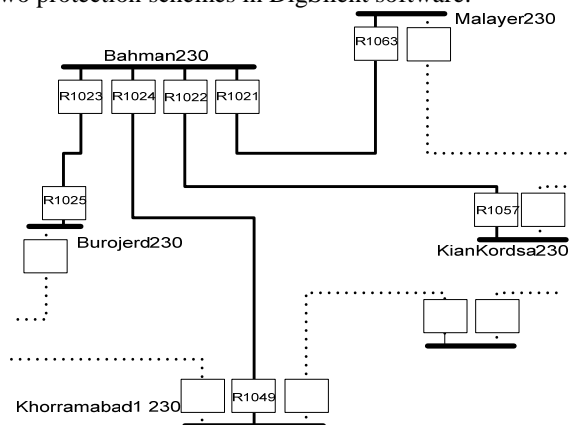 wo protection schemes in DigSilent software.
Malayer230
Bahman230
R1063
R1023 R1024 R1022 R1021
R1025
R1057
Burojerd230
KianKordsa230
Khorramabad1 230
R1049